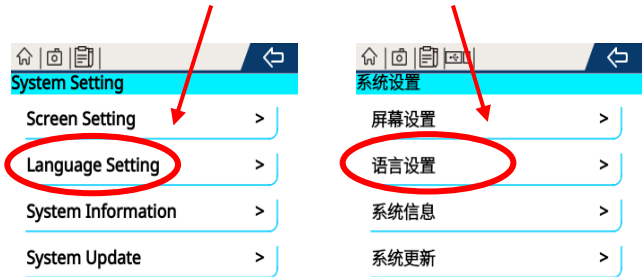 System Setting
Screen Setting >
Language Setting >
System Information >
System Update >
系统设置
屏幕设置 >
语言设置 >
系统信息 >
系统更新 >